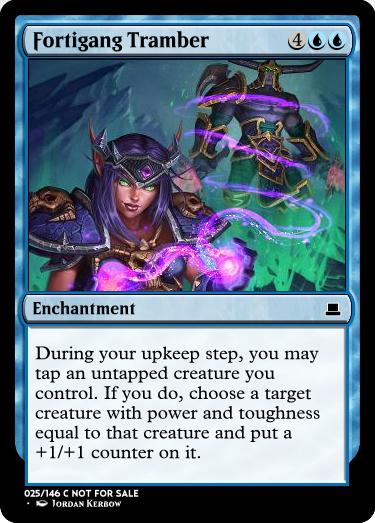 Fortigang Tramber 4
Enchantment
During your upkeep step, you may
tap an untapped creature you
control. If you do, choose a target
creature with power and toughness
equal to that creature and put a
+1/+1 counter on it.
025/146 C NOT FOR SALE
• Jordan Kerbow